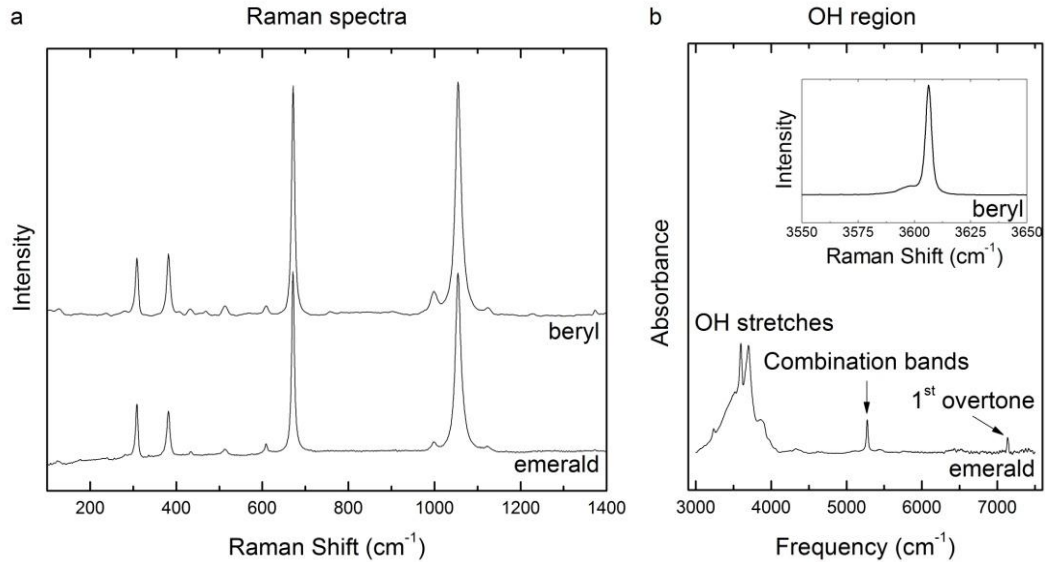 a
Raman spectra
Intensity
beryl
emerald
200 400 600 800 1000 1200 1400
Raman Shift (cm⁻¹)
b
OH region
Absorbance
Intensity
beryl
3550 3575 3600 3625 3650
Raman Shift (cm⁻¹)
OH stretches
Combination bands
1ˢᵗ overtone
emerald
3000 4000 5000 6000 7000
Frequency (cm⁻¹)